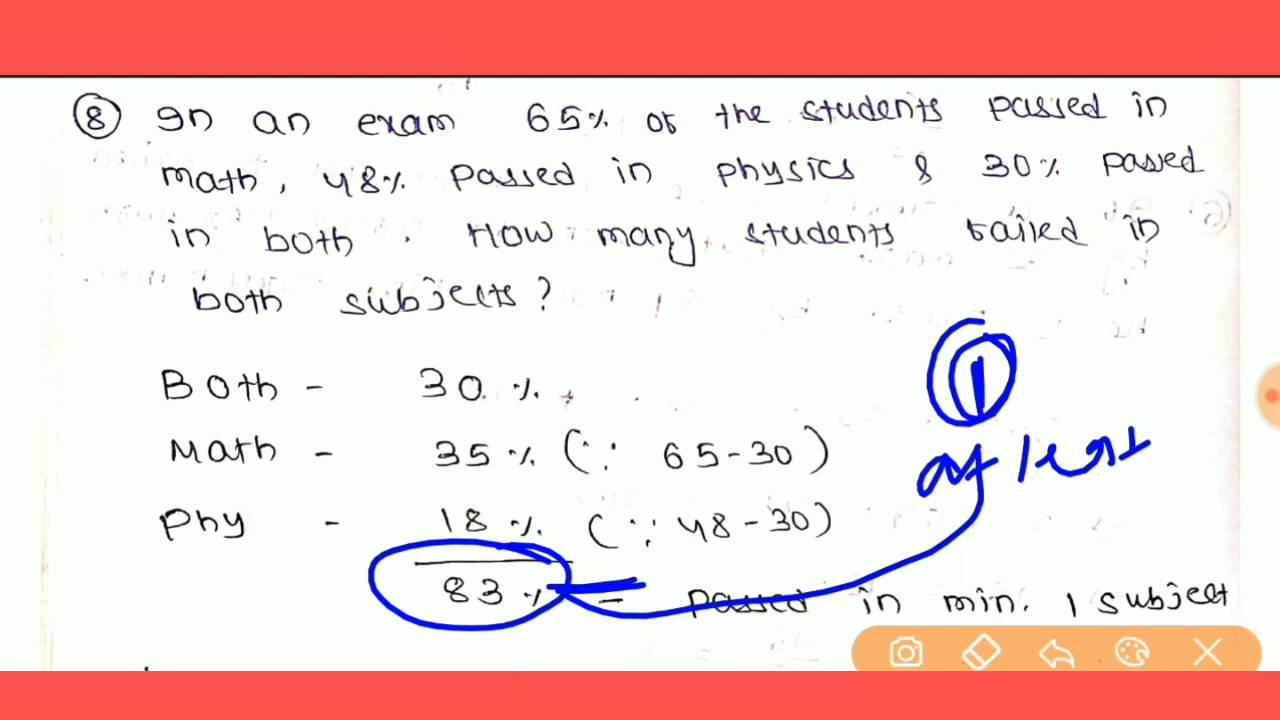 8 In an exam 65% of the students passed in
math, 48% passed in physics & 30% passed
in both. How many students failed in
both subjects?
Both - 30%
Math - 35% (∵ 65-30)
Phy - 18% (∵ 48-30)
83% - passed in min. 1 subject
1
at least